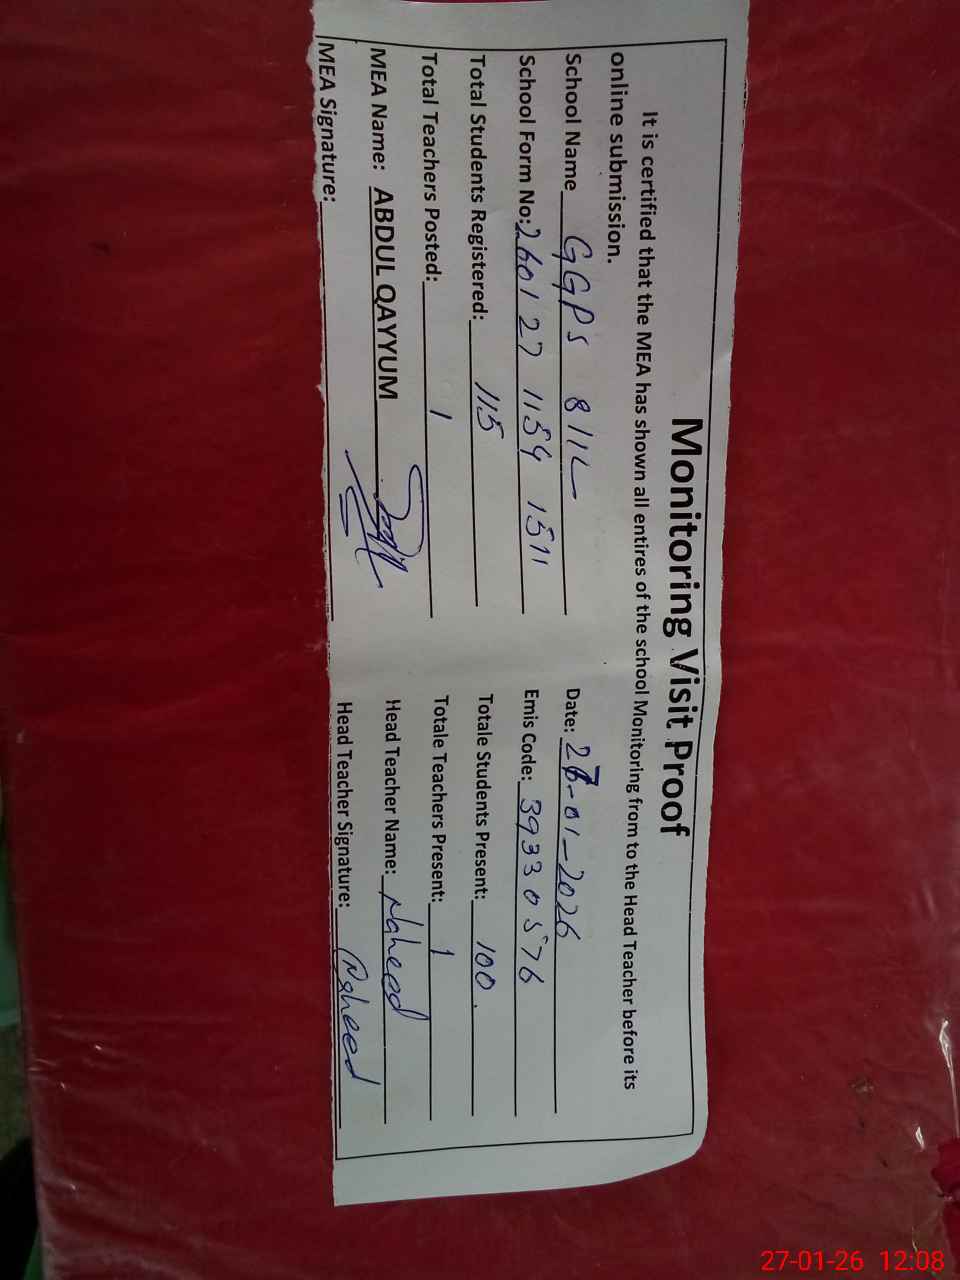 Monitoring Visit Proof
It is certified that the MEA has shown all entires of the school Monitoring from to the Head Teacher before its
online submission.
School Name GGPS 8/1L Date: 27-01-2026
School Form No: 260127 1154 1511 Emis Code: 39330576
Total Students Registered: 115 Totale Students Present: 100.
Total Teachers Posted: 1 Totale Teachers Present: 1
MEA Name: ABDUL QAYYUM Head Teacher Name: Naheed
MEA Signature: Head Teacher Signature: Naheed
27-01-26 12:08